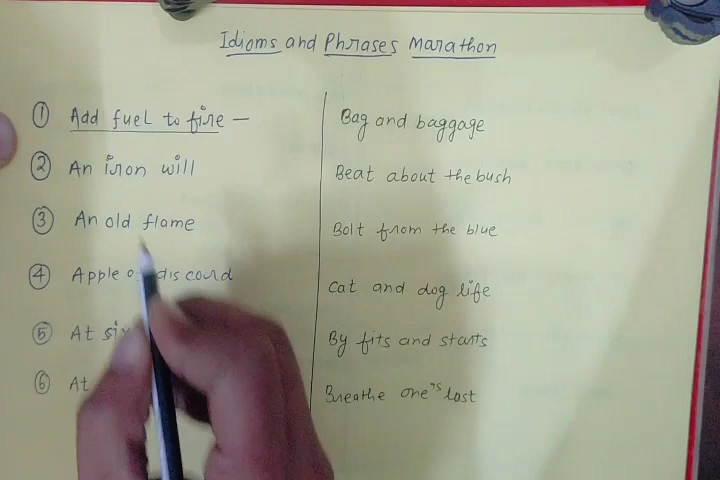 Idioms and Phrases Marathon
① Add fuel to fire —
② An iron will
③ An old flame
④ Apple discourd
⑤ At
⑥ At
Bag and baggage
Beat about the bush
Bolt from the blue
Cat and dog life
By fits and starts
Breathe one's last